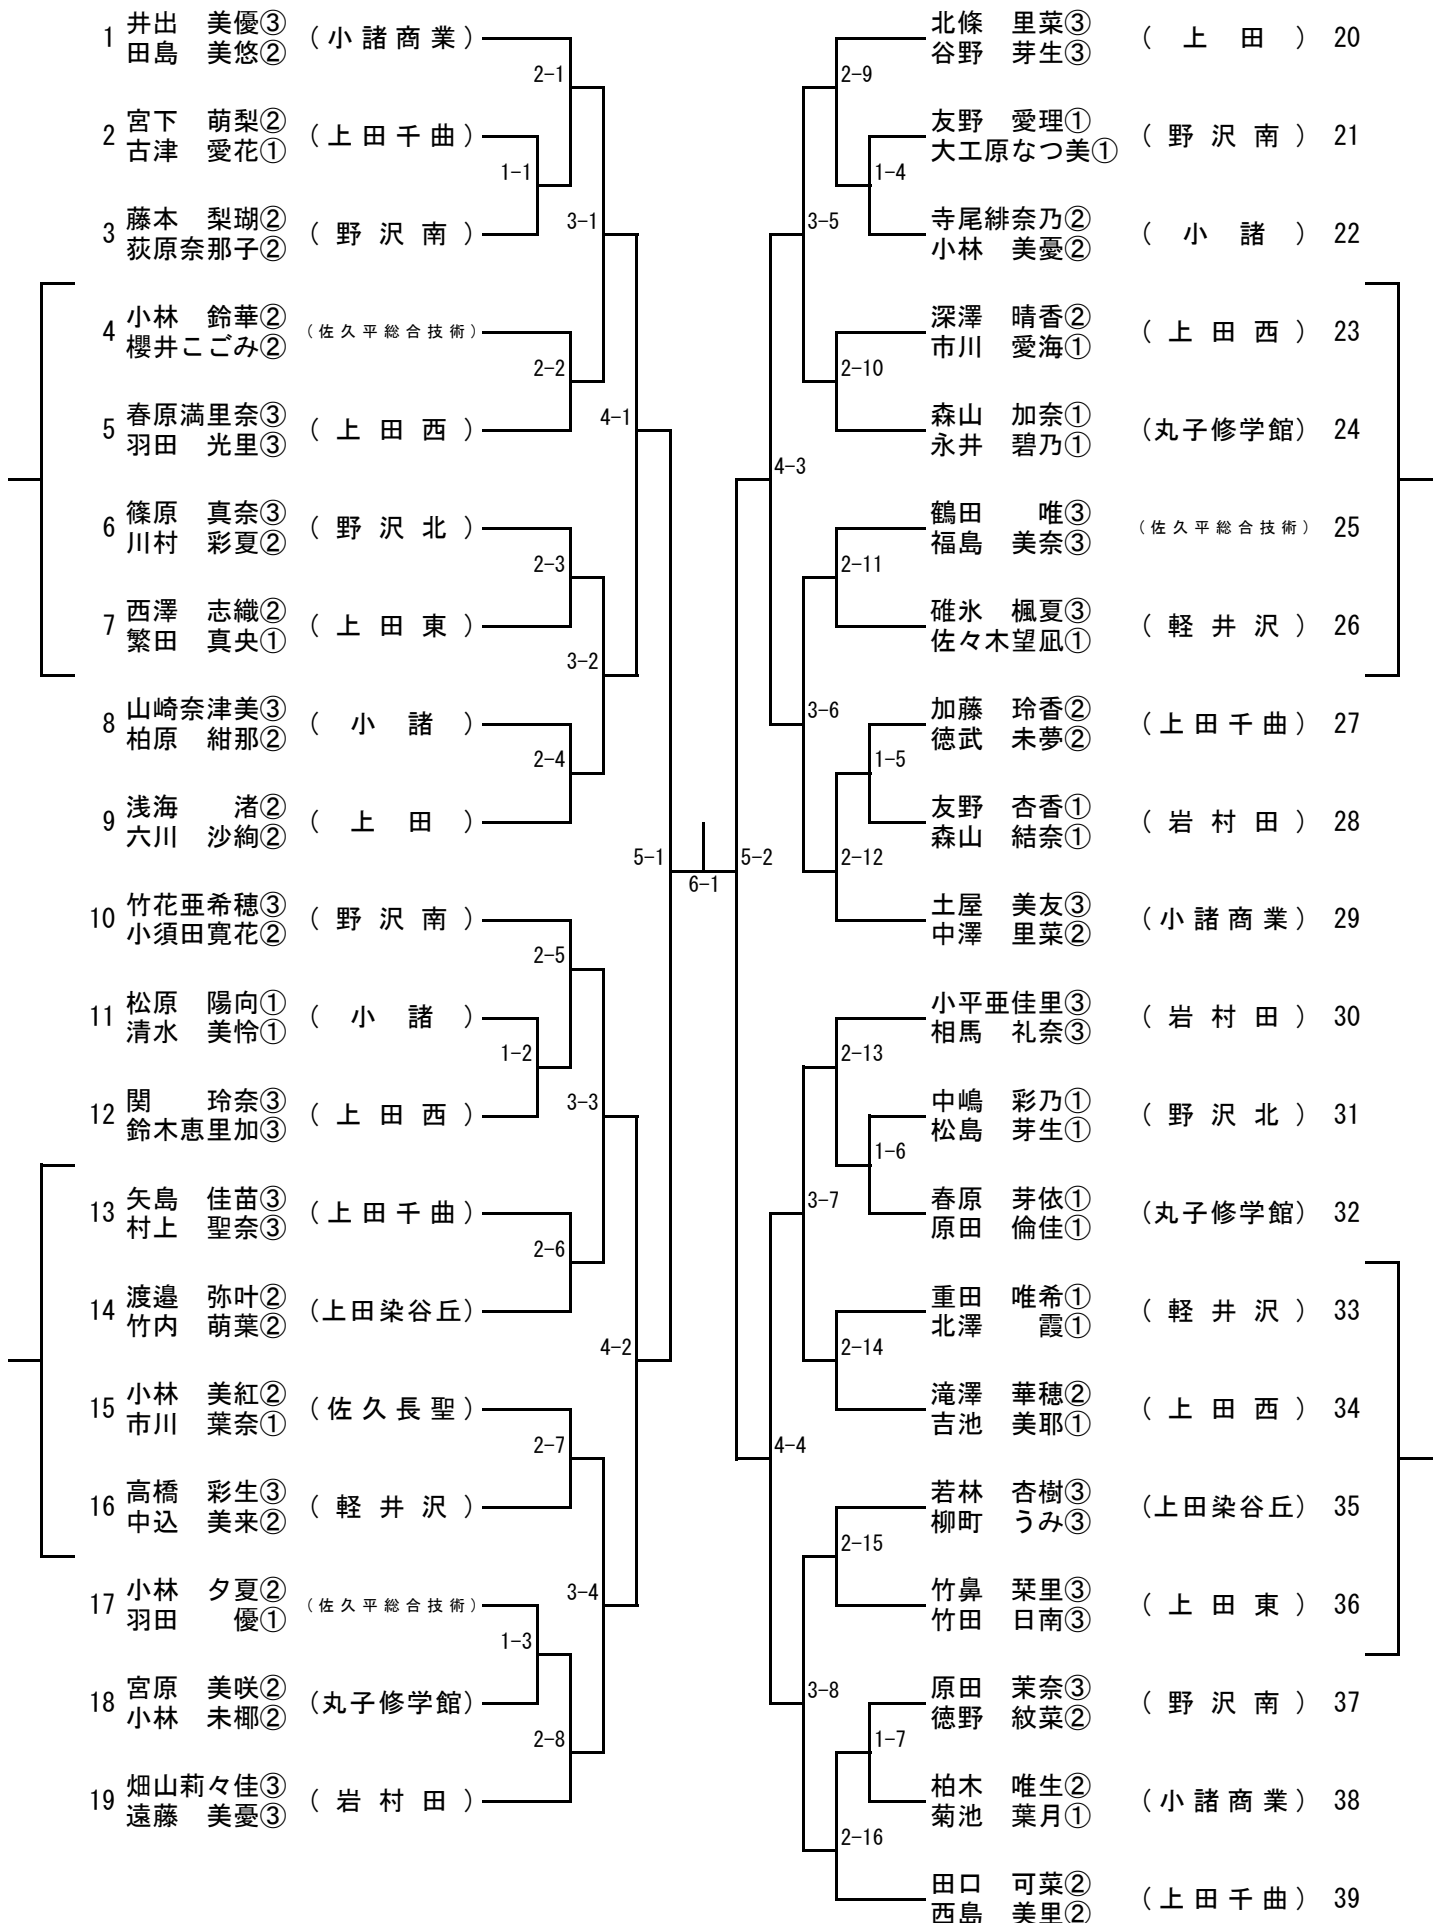 1 井出　美優③ (小諸商業)
田島　美悠②
2-1
2 宮下　萌梨② (上田千曲)
古津　愛花①
1-1
3 藤本　梨瑚② (野沢南)
荻原奈那子②
3-1
4 小林　鈴華② (佐久平総合技術)
櫻井こごみ②
2-2
5 春原満里奈③ (上田西)
羽田　光里③
4-1
6 篠原　真奈③ (野沢北)
川村　彩夏②
2-3
7 西澤　志織② (上田東)
繁田　真央①
3-2
8 山崎奈津美③ (小諸)
柏原　紺那②
2-4
9 浅海　渚② (上田)
六川　沙絢②
5-1
6-1
10 竹花亜希穂③ (野沢南)
小須田寛花②
2-5
11 松原　陽向① (小諸)
清水　美怜①
1-2
12 関　玲奈③ (上田西)
鈴木恵里加③
3-3
13 矢島　佳苗③ (上田千曲)
村上　聖奈③
2-6
14 渡邉　弥叶② (上田染谷丘)
竹内　萌葉②
4-2
15 小林　美紅② (佐久長聖)
市川　葉奈①
2-7
16 高橋　彩生③ (軽井沢)
中込　美来②
17 小林　夕夏② (佐久平総合技術)
羽田　優①
3-4
1-3
18 宮原　美咲② (丸子修学館)
小林　未椰②
2-8
19 畑山莉々佳③ (岩村田)
遠藤　美憂③
北條　里菜③ (上田) 20
谷野　芽生③
2-9
友野　愛理① (野沢南) 21
大工原なつ美①
1-4
寺尾緋奈乃② (小諸) 22
小林　美憂②
3-5
深澤　晴香② (上田西) 23
市川　愛海①
2-10
森山　加奈① (丸子修学館) 24
永井　碧乃①
4-3
鶴田　唯③ (佐久平総合技術) 25
福島　美奈③
2-11
碓氷　楓夏③ (軽井沢) 26
佐々木望凪①
3-6
加藤　玲香② (上田千曲) 27
徳武　未夢②
1-5
友野　杏香① (岩村田) 28
森山　結奈①
5-2
2-12
土屋　美友③ (小諸商業) 29
中澤　里菜②
小平亜佳里③ (岩村田) 30
相馬　礼奈③
2-13
中嶋　彩乃① (野沢北) 31
松島　芽生①
1-6
春原　芽依① (丸子修学館) 32
原田　倫佳①
3-7
重田　唯希① (軽井沢) 33
北澤　霞①
2-14
滝澤　華穂② (上田西) 34
吉池　美耶①
4-4
若林　杏樹③ (上田染谷丘) 35
柳町　うみ③
2-15
竹鼻　栞里③ (上田東) 36
竹田　日南③
3-8
原田　茉奈③ (野沢南) 37
徳野　紋菜②
1-7
柏木　唯生② (小諸商業) 38
菊池　葉月①
2-16
田口　可菜② (上田千曲) 39
西島　美里②